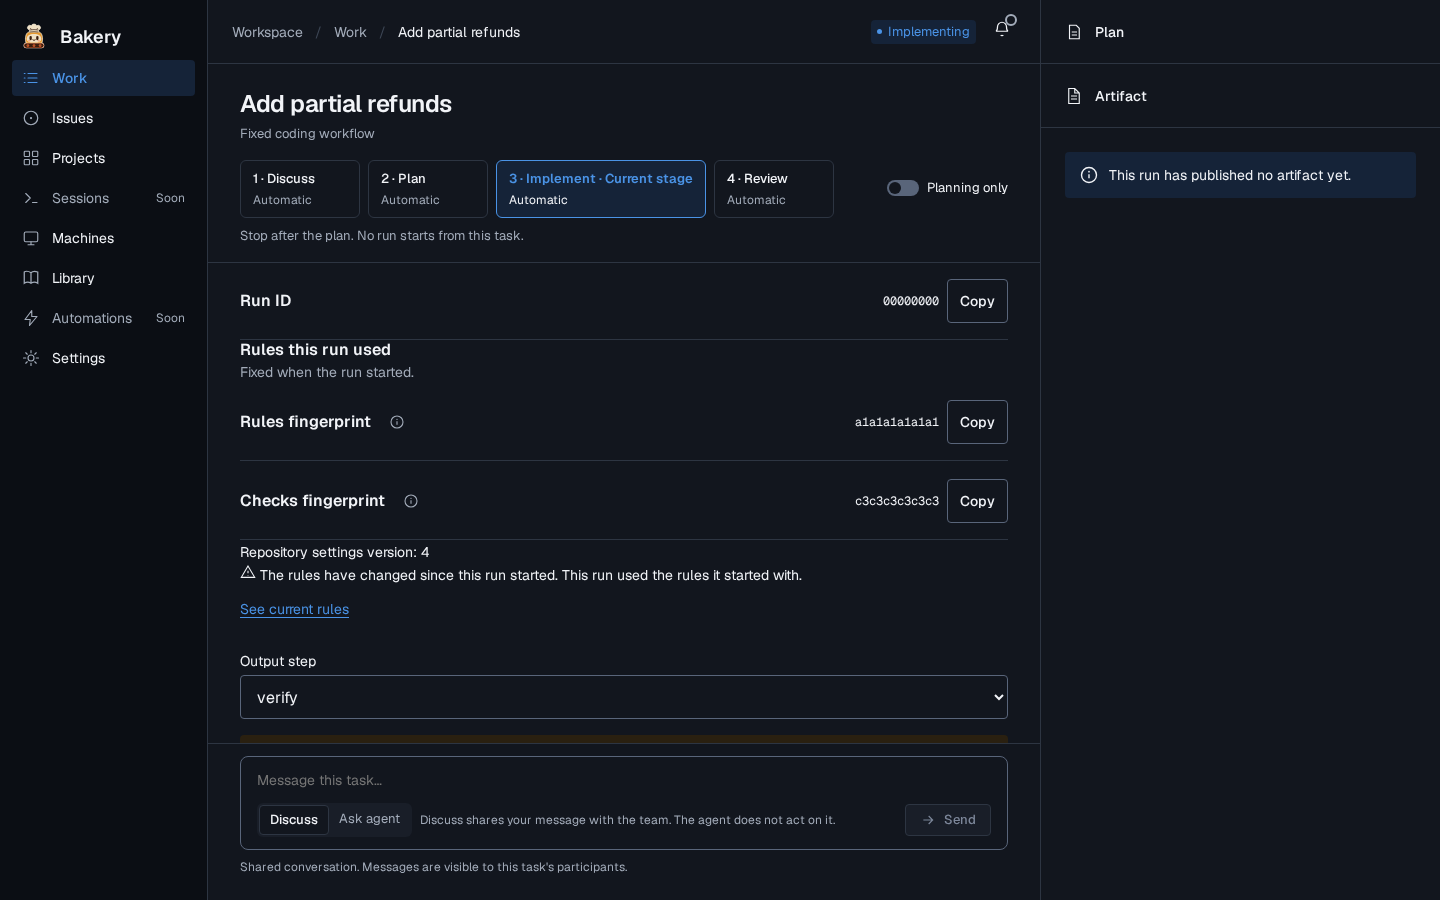 Bakery
Work
Issues
Projects
Sessions Soon
Machines
Library
Automations Soon
Settings
Workspace / Work / Add partial refunds
Implementing
Add partial refunds
Fixed coding workflow
1 · Discuss
Automatic
2 · Plan
Automatic
3 · Implement · Current stage
Automatic
4 · Review
Automatic
Planning only
Stop after the plan. No run starts from this task.
Run ID
00000000
Copy
Rules this run used
Fixed when the run started.
Rules fingerprint
a1a1a1a1a1a1
Copy
Checks fingerprint
c3c3c3c3c3c3
Copy
Repository settings version: 4
The rules have changed since this run started. This run used the rules it started with.
See current rules
Output step
verify
Message this task...
Discuss
Ask agent
Discuss shares your message with the team. The agent does not act on it.
Send
Shared conversation. Messages are visible to this task's participants.
Plan
Artifact
This run has published no artifact yet.